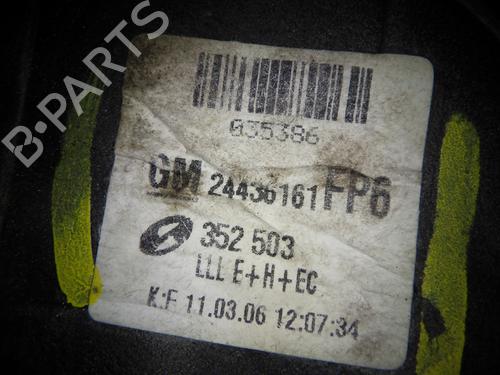 B-PARTS
035386
GM 24436161 FP6
352 503
LLL E+H+EC
K:F 11.03.06 12:07:34